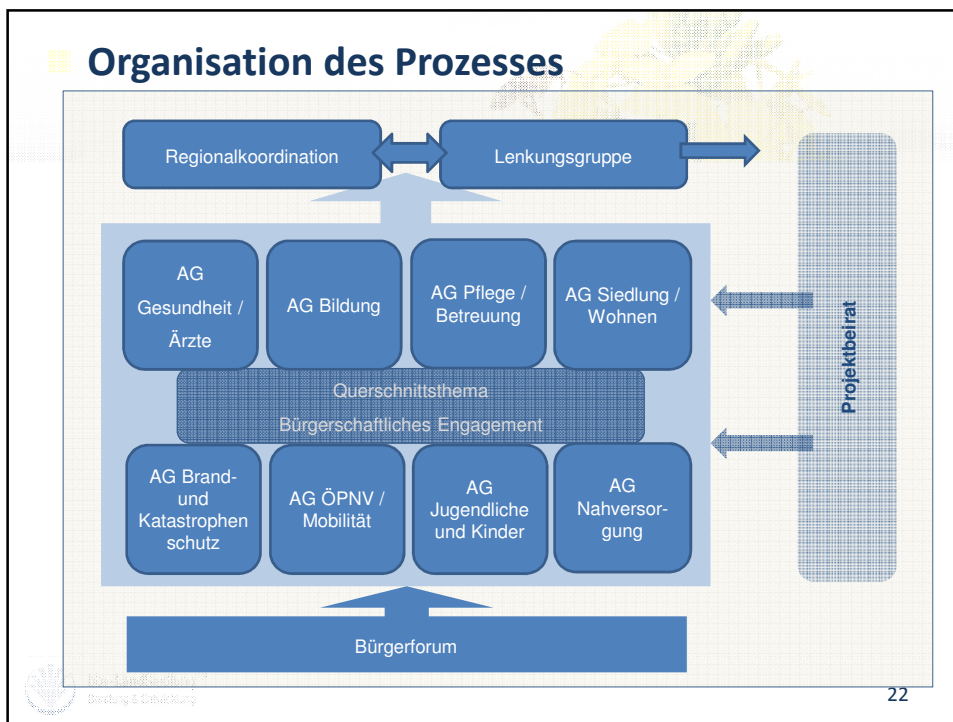 Organisation des Prozesses
Regionalkoordination
Lenkungsgruppe
AG
Gesundheit /
Ärzte
AG Bildung
AG Pflege /
Betreuung
AG Siedlung /
Wohnen
Querschnittsthema
Bürgerschaftliches Engagement
AG Brand-
und
Katastrophen
schutz
AG ÖPNV /
Mobilität
AG
Jugendliche
und Kinder
AG
Nahversor-
gung
Projektbeirat
Bürgerforum
22